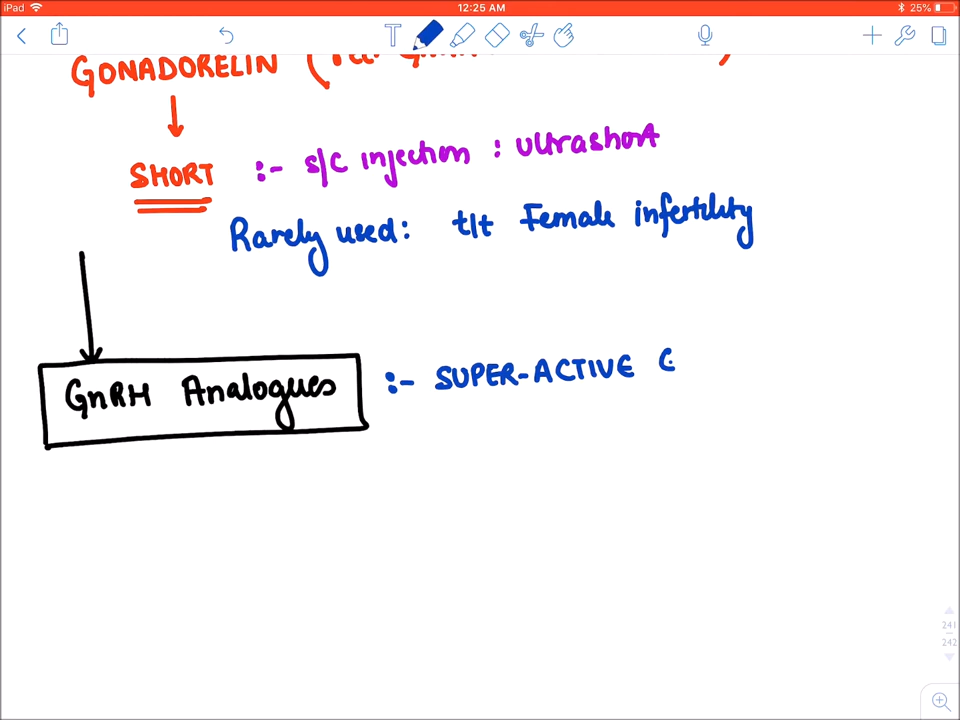 iPad 12:25 AM 25%
T
GONADORELIN (
SHORT :- s/c injection : ultrashort
Rarely used: t/t Female infertility
GnRH Analogues :- SUPER-ACTIVE G
241
242